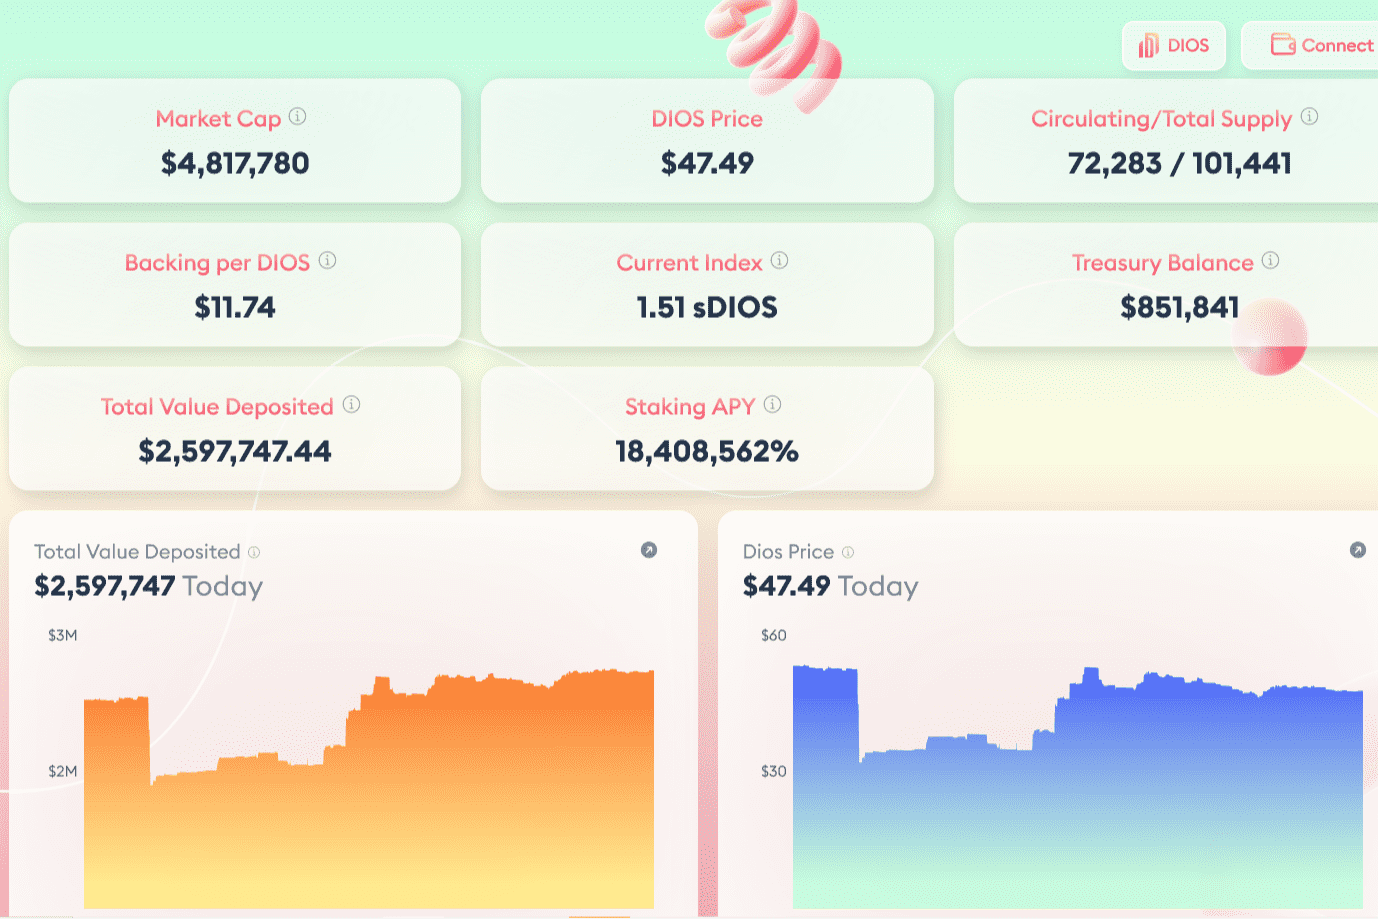 DIOS
Connect
Market Cap
$4,817,780
DIOS Price
$47.49
Circulating/Total Supply
72,283 / 101,441
Backing per DIOS
$11.74
Current Index
1.51 sDIOS
Treasury Balance
$851,841
Total Value Deposited
$2,597,747.44
Staking APY
18,408,562%
Total Value Deposited
$2,597,747 Today
$3M
$2M
Dios Price
$47.49 Today
$60
$30